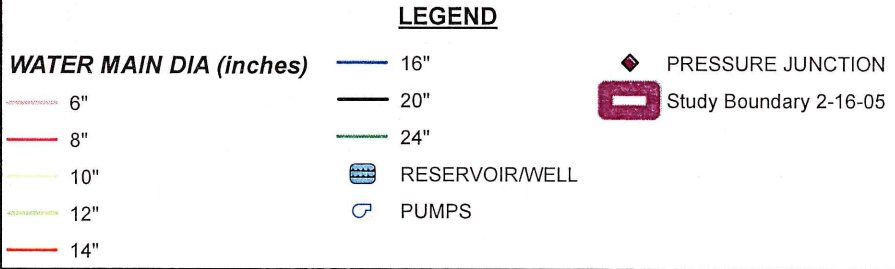 LEGEND
WATER MAIN DIA (inches)
6"
8"
10"
12"
14"
16"
20"
24"
RESERVOIR/WELL
PUMPS
PRESSURE JUNCTION
Study Boundary 2-16-05